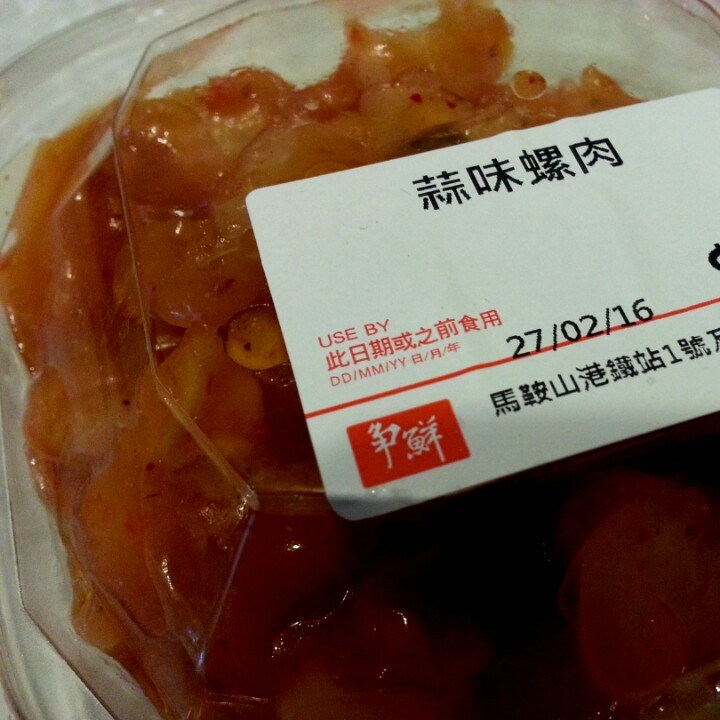 蒜味螺肉
USE BY
此日期或之前食用 27/02/16
DD/MM/YY 日/月/年
馬鞍山港鐵站1號
争鮮